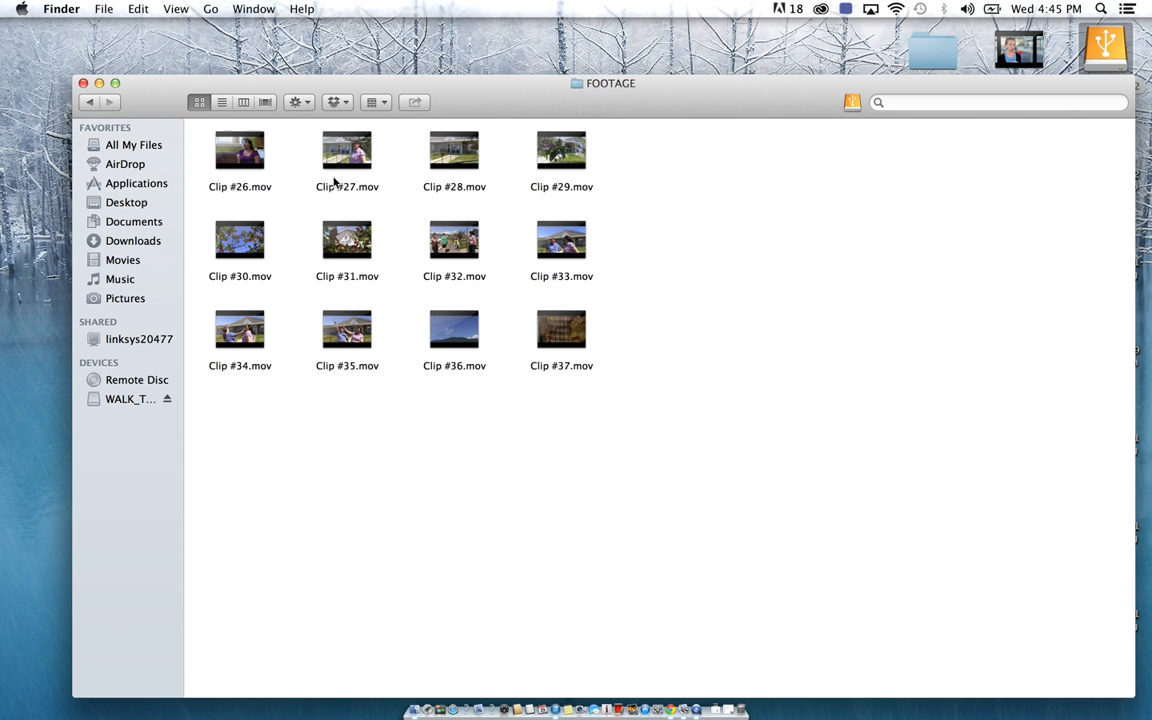 Finder File Edit View Go Window Help 18 Wed 4:45 PM
FOOTAGE
FAVORITES
All My Files
AirDrop
Applications
Desktop
Documents
Downloads
Movies
Music
Pictures
SHARED
linksys20477
DEVICES
Remote Disc
WALK_T...
Clip #26.mov Clip #27.mov Clip #28.mov Clip #29.mov
Clip #30.mov Clip #31.mov Clip #32.mov Clip #33.mov
Clip #34.mov Clip #35.mov Clip #36.mov Clip #37.mov